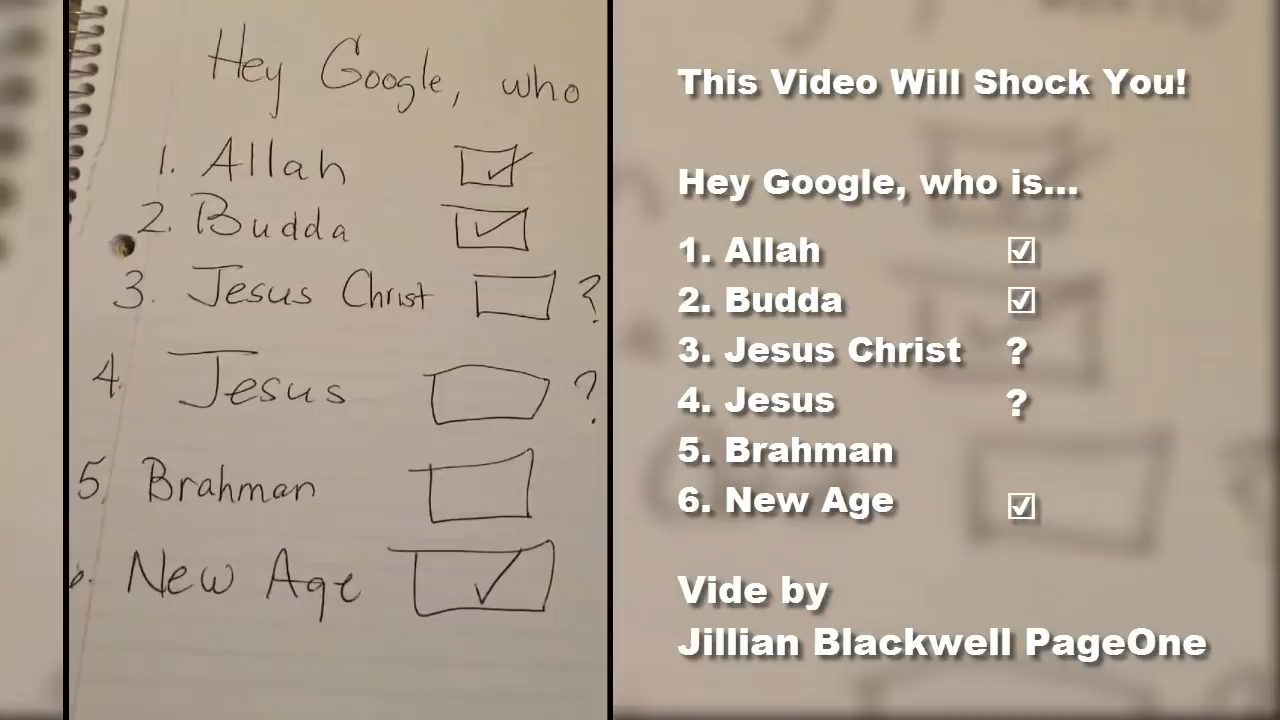 Hey Google, who
1. Allah ☑
2. Budda ☑
3. Jesus Christ ☐ ?
4. Jesus ☐ ?
5. Brahman ☐
. New Age ☑
This Video Will Shock You!
Hey Google, who is...
1. Allah ☑
2. Budda ☑
3. Jesus Christ ?
4. Jesus ?
5. Brahman
6. New Age ☑
Vide by
Jillian Blackwell PageOne